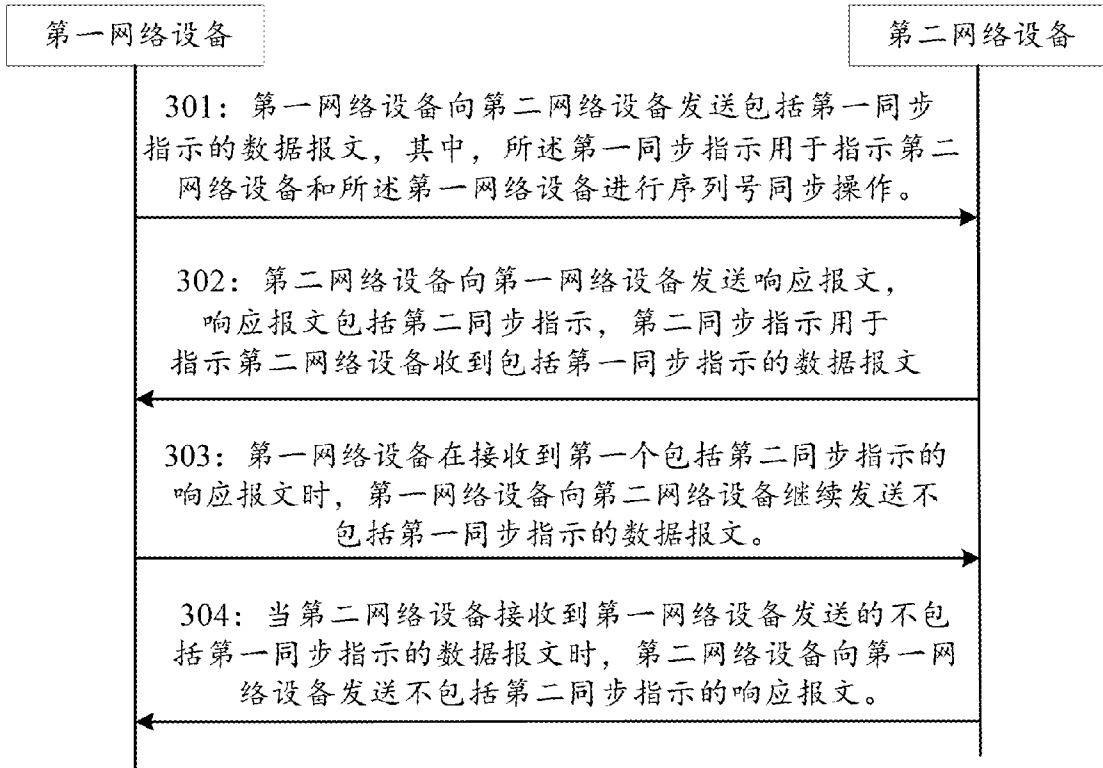 第一网络设备
第二网络设备
301：第一网络设备向第二网络设备发送包括第一同步
指示的数据报文，其中，所述第一同步指示用于指示第二
网络设备和所述第一网络设备进行序列号同步操作。
302：第二网络设备向第一网络设备发送响应报文，
响应报文包括第二同步指示，第二同步指示用于
指示第二网络设备收到包括第一同步指示的数据报文
303：第一网络设备在接收到第一个包括第二同步指示的
响应报文时，第一网络设备向第二网络设备继续发送不
包括第一同步指示的数据报文。
304：当第二网络设备接收到第一网络设备发送的不包
括第一同步指示的数据报文时，第二网络设备向第一网
络设备发送不包括第二同步指示的响应报文。